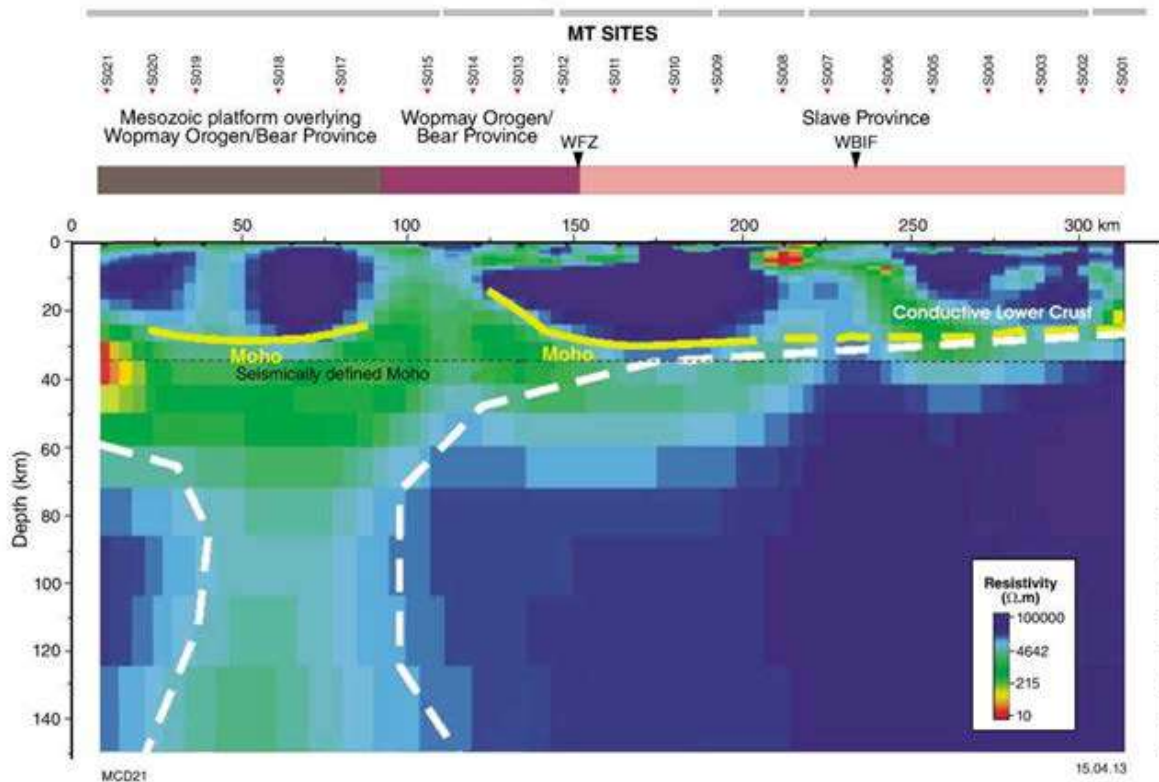 MT SITES
S021 S020 S019 S018 S017 S015 S014 S013 S012 S011 S010 S009 S008 S007 S006 S005 S004 S003 S002 S001
Mesozoic platform overlying
Wopmay Orogen/Bear Province
Wopmay Orogen/
Bear Province
Slave Province
WFZ
WBIF
0 50 100 150 200 250 300 km
0
20
40
60
80
100
120
140
Depth (km)
Conductive Lower Crust
Moho
Moho
Seismically defined Moho
Resistivity
(Ω.m)
100000
4642
215
10
MCD21
15.04.13